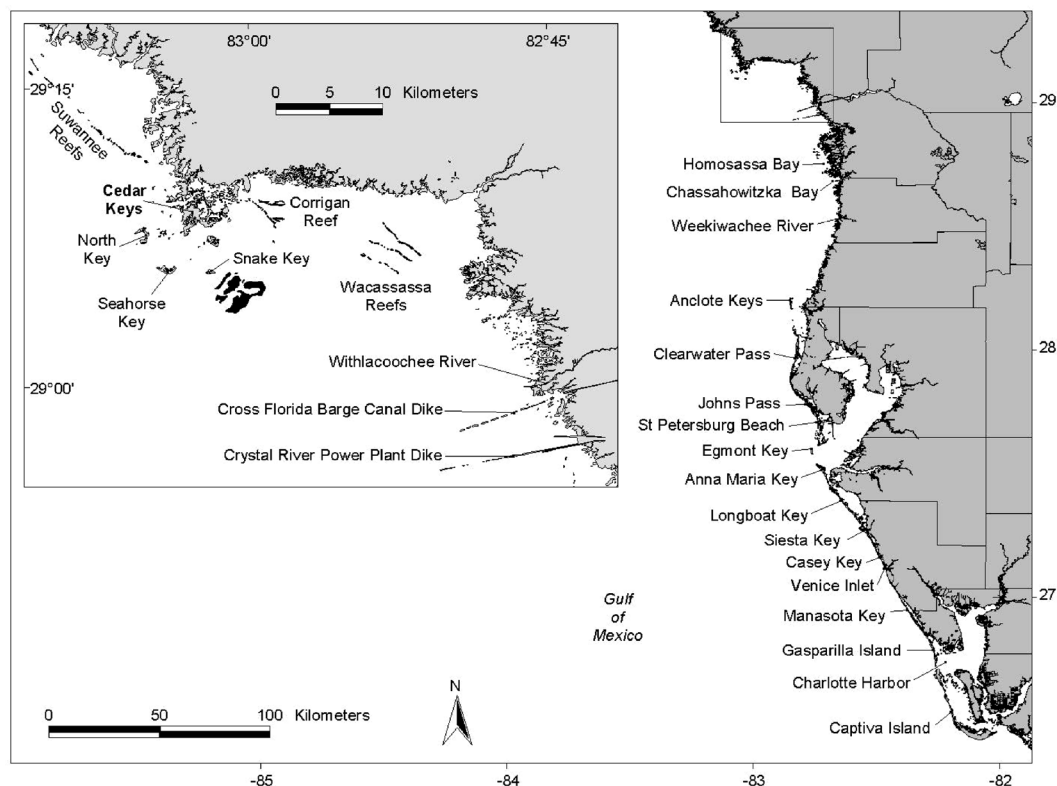 83°00'
82°45'
29°15'
0 5 10 Kilometers
Suwannee
Reefs
Cedar
Keys
Corrigan
Reef
North
Key
Snake Key
Seahorse
Key
Wacassassa
Reefs
Withlacoochee River
29°00'
Cross Florida Barge Canal Dike
Crystal River Power Plant Dike
29
Homosassa Bay
Chassahowitzka Bay
Weekiwachee River
Anclote Keys
28
Clearwater Pass
Johns Pass
St Petersburg Beach
Egmont Key
Anna Maria Key
Longboat Key
Siesta Key
Casey Key
Venice Inlet
27
Manasota Key
Gasparilla Island
Charlotte Harbor
Captiva Island
Gulf
of
Mexico
N
0 50 100 Kilometers
-85
-84
-83
-82